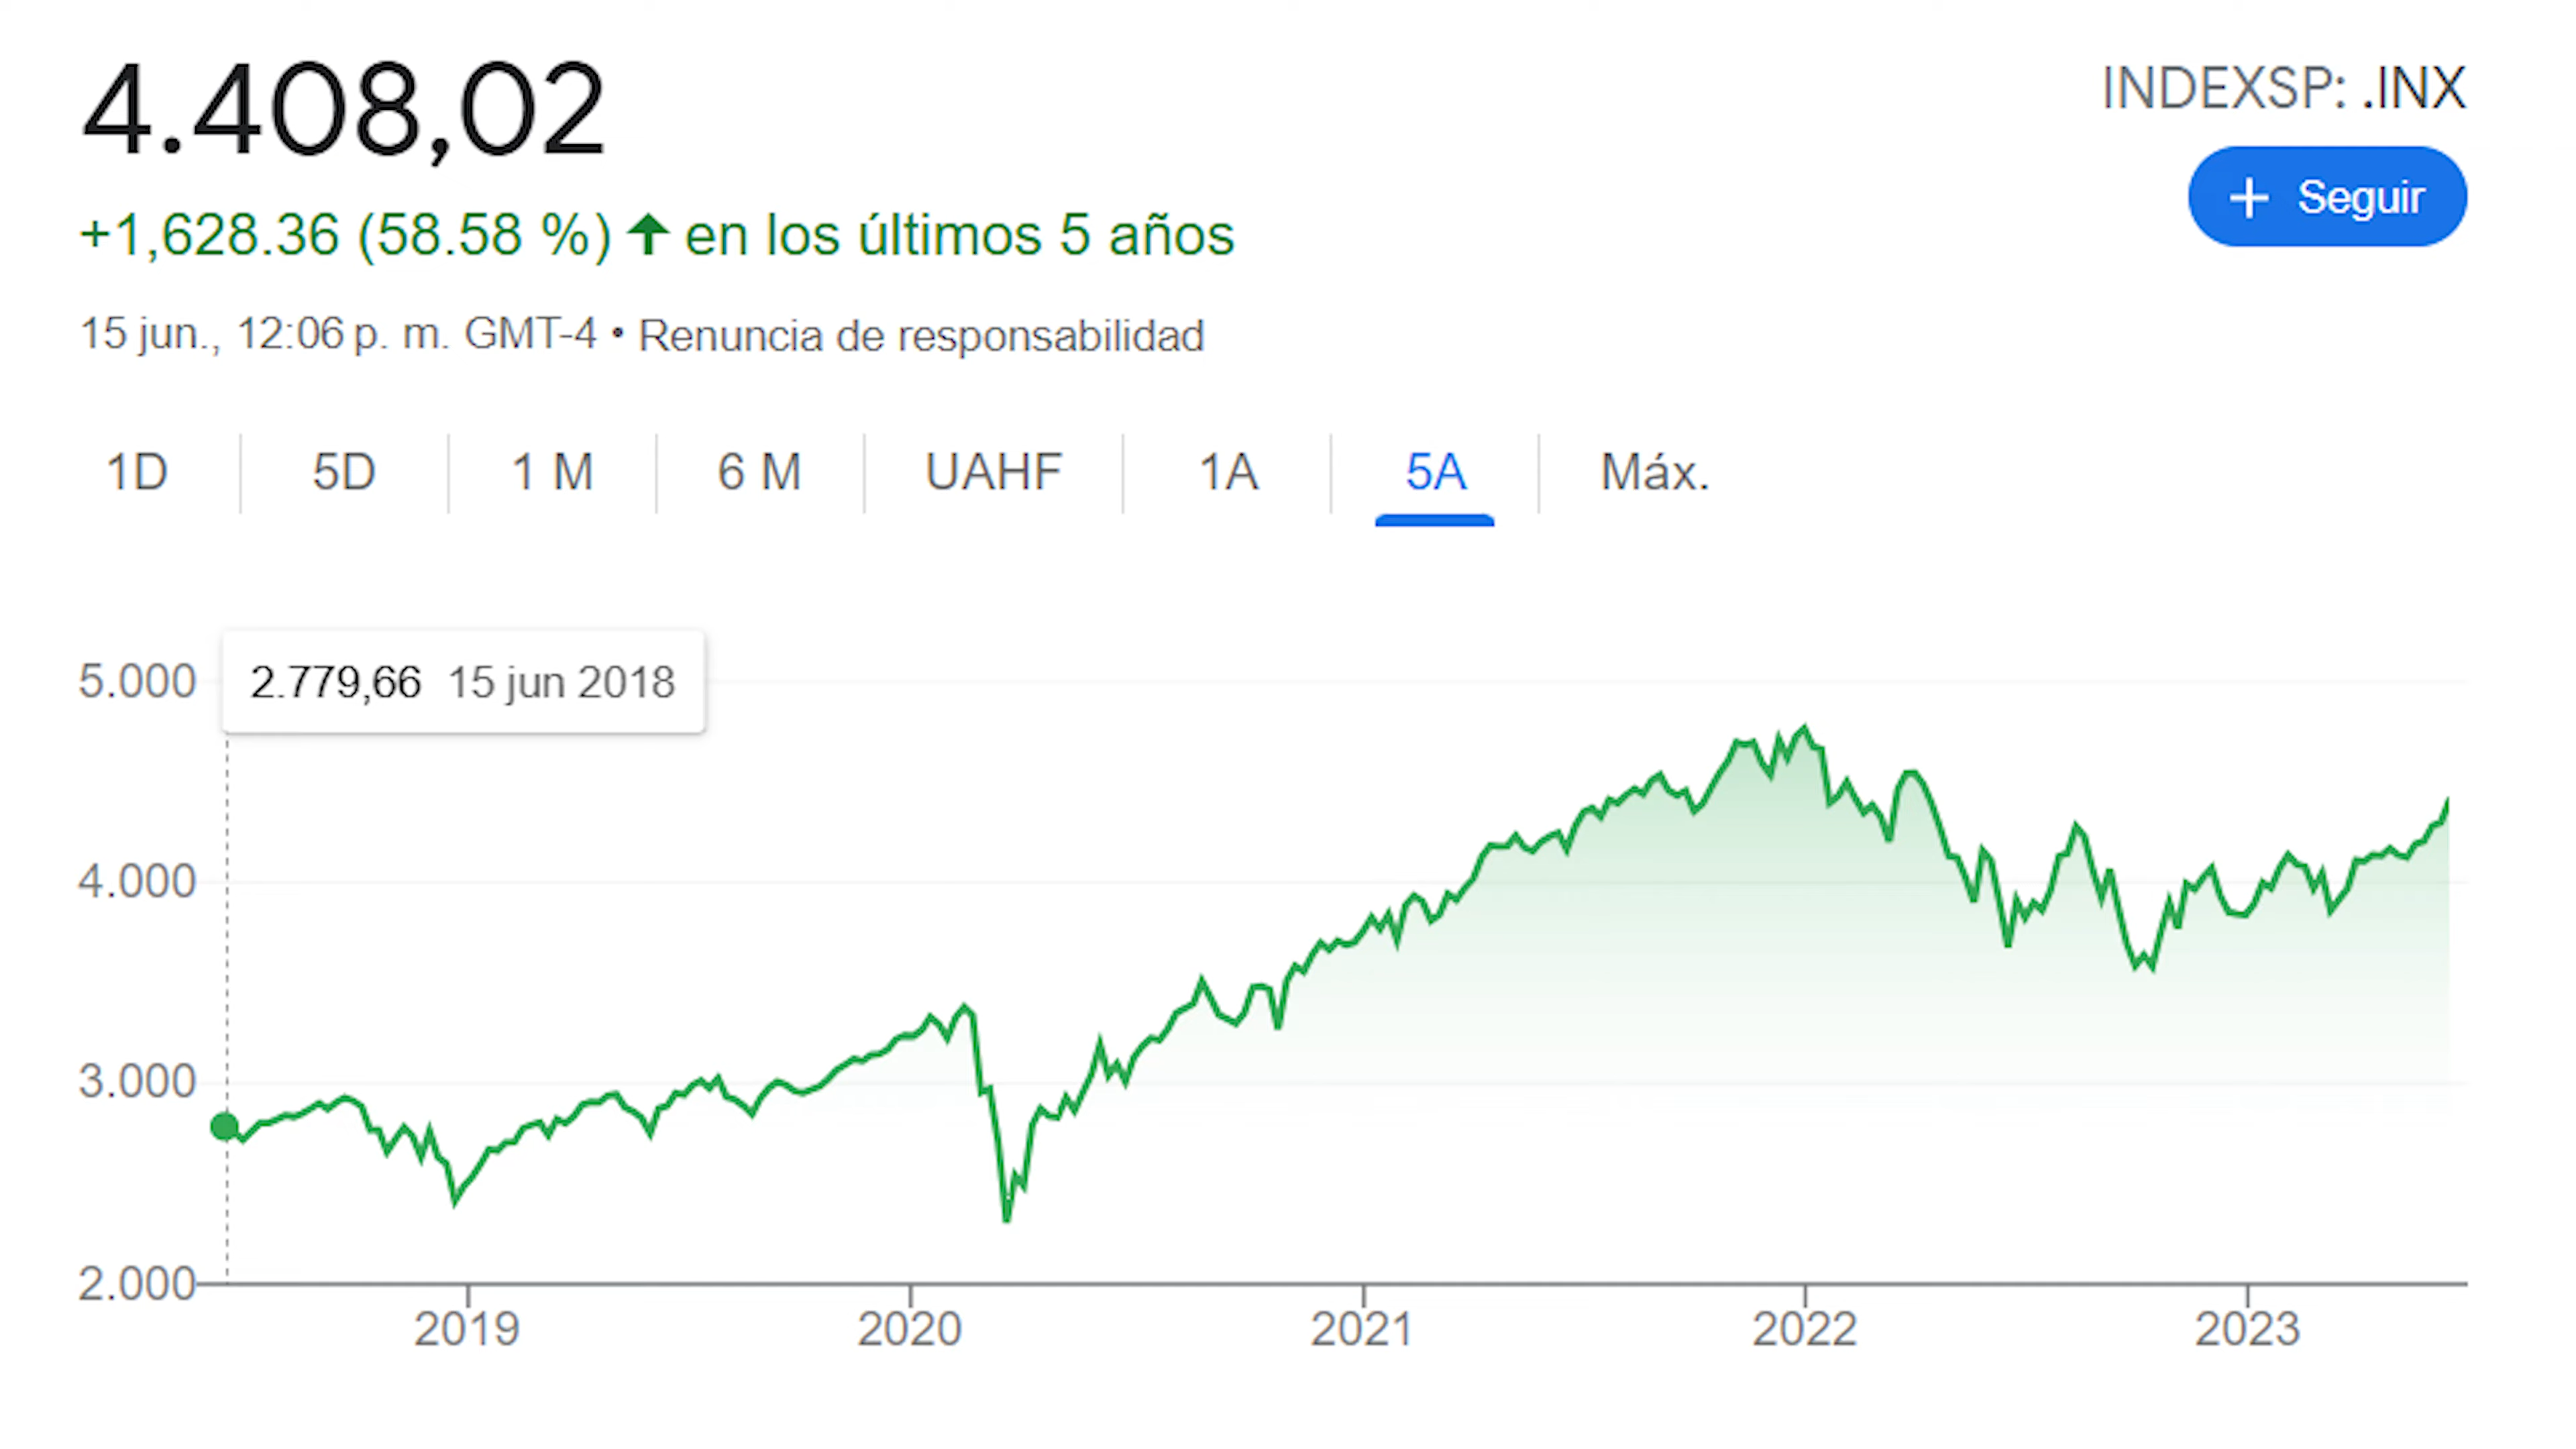 4.408,02
INDEXSP: .INX
+ Seguir
+1,628.36 (58.58 %) ↑ en los últimos 5 años
15 jun., 12:06 p. m. GMT-4 • Renuncia de responsabilidad
1D 5D 1 M 6 M UAHF 1A 5A Máx.
2.779,66 15 jun 2018
5.000
4.000
3.000
2.000
2019 2020 2021 2022 2023